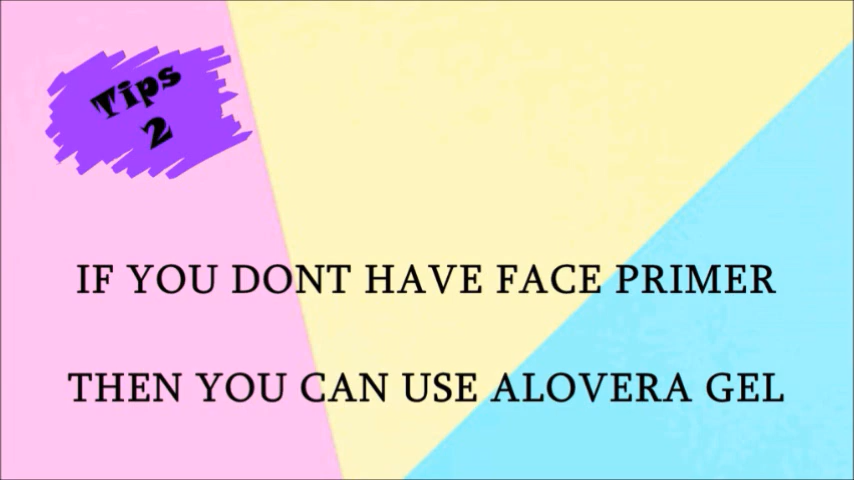 Tips
2
IF YOU DONT HAVE FACE PRIMER
THEN YOU CAN USE ALOVERA GEL